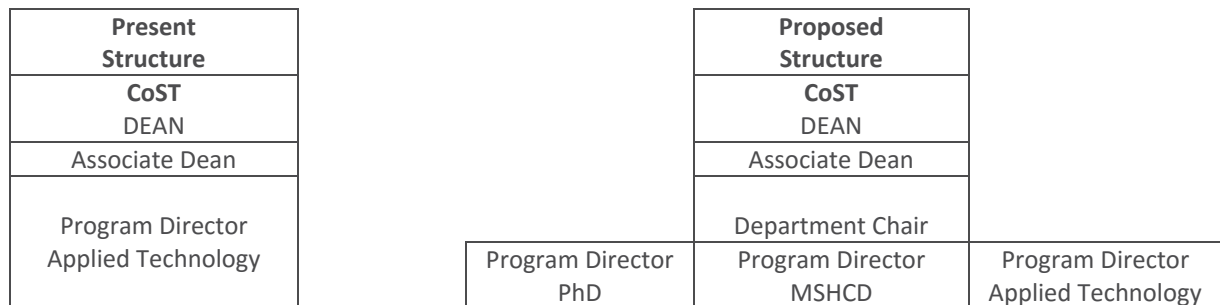 Present
Structure
CoST
DEAN
Associate Dean
Program Director
Applied Technology
Proposed
Structure
CoST
DEAN
Associate Dean
Department Chair
Program Director
PhD
Program Director
MSHCD
Program Director
Applied Technology